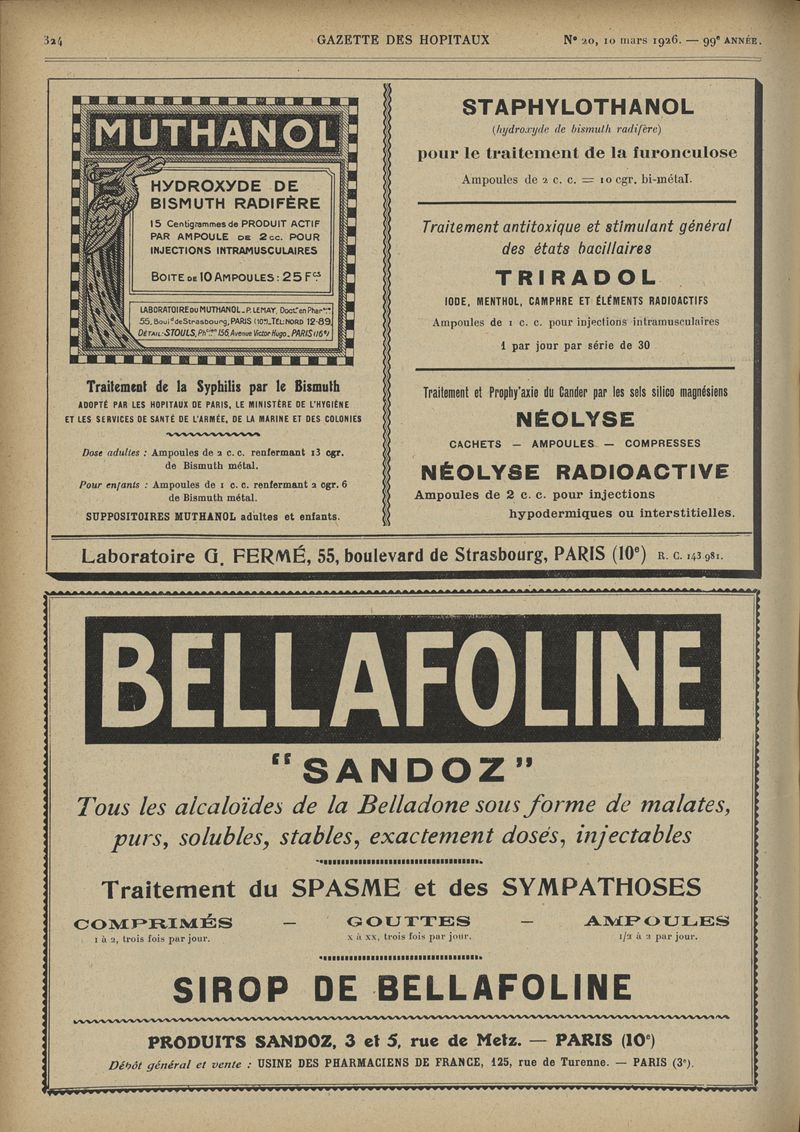 324
GAZETTE DES HOPITAUX
N° 20, 10 mars 1926. — 99e ANNÉE.
MUTHANOL
HYDROXYDE DE
BISMUTH RADIFÈRE
15 Centigrammes de PRODUIT ACTIF
PAR AMPOULE DE 2cc. POUR
INJECTIONS INTRAMUSCULAIRES
BOITE DE 10 AMPOULES : 25 Fcs
LABORATOIRE DU MUTHANOL _ P. LEMAY, Doct. en Phar
55, Boul.d de Strasbourg, PARIS (10e)_TEL: NORD 12-89
DÉTAIL - STOULS, Ph 156, Avenue Victor Hugo _ PARIS (16e)
Traitement de la Syphilis par le Bismuth
ADOPTÉ PAR LES HOPITAUX DE PARIS, LE MINISTÈRE DE L'HYGIÈNE
ET LES SERVICES DE SANTÉ DE L'ARMÉE, DE LA MARINE ET DES COLONIES
Dose adultes : Ampoules de 2 c. c. renfermant 13 cgr.
de Bismuth métal.
Pour enfants : Ampoules de 1 c. c. renfermant 2 cgr. 6
de Bismuth métal.
SUPPOSITOIRES MUTHANOL adultes et enfants.
STAPHYLOTHANOL
(hydroxyde de bismuth radifère)
pour le traitement de la furonculose
Ampoules de 2 c. c. = 10 cgr. bi-métal.
Traitement antitoxique et stimulant général
des états bacillaires
TRIRADOL
IODE, MENTHOL, CAMPHRE ET ÉLÉMENTS RADIOACTIFS
Ampoules de 1 c. c. pour injections intramusculaires
1 par jour par série de 30
Traitement et Prophy'axie du Cander par les sels silico magnésiens
NÉOLYSE
CACHETS — AMPOULES — COMPRESSES
NÉOLYSE RADIOACTIVE
Ampoules de 2 c. c. pour injections
hypodermiques ou interstitielles.
Laboratoire G. FERMÉ, 55, boulevard de Strasbourg, PARIS (10e) R. C. 143.981.
BELLAFOLINE
"SANDOZ"
Tous les alcaloïdes de la Belladone sous forme de malates,
purs, solubles, stables, exactement dosés, injectables
Traitement du SPASME et des SYMPATHOSES
COMPRIMÉS — GOUTTES — AMPOULES
1 à 2, trois fois par jour. X à XX, trois fois par jour. 1/2 à 2 par jour.
SIROP DE BELLAFOLINE
PRODUITS SANDOZ, 3 et 5, rue de Metz. — PARIS (10e)
Dépôt général et vente : USINE DES PHARMACIENS DE FRANCE, 125, rue de Turenne. — PARIS (3e).